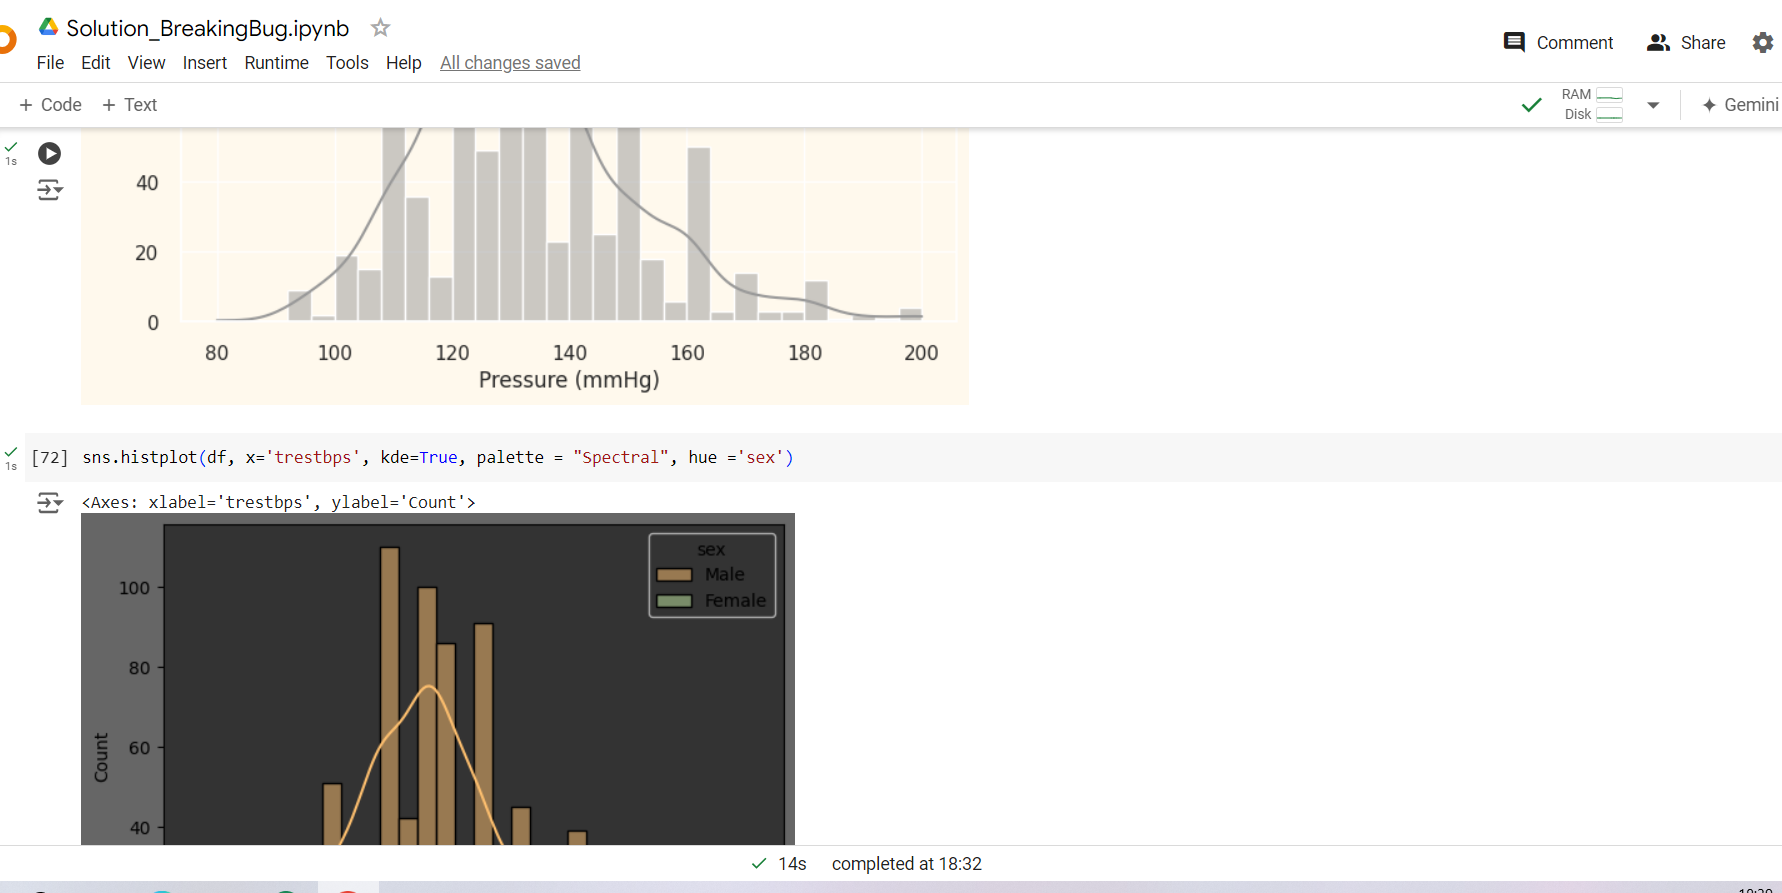 Solution_BreakingBug.ipynb
File Edit View Insert Runtime Tools Help All changes saved
Comment Share
+ Code + Text
RAM
Disk
Gemini
1s
40
20
0
80 100 120 140 160 180 200
Pressure (mmHg)
1s
[72] sns.histplot(df, x='trestbps', kde=True, palette = "Spectral", hue ='sex')
<Axes: xlabel='trestbps', ylabel='Count'>
sex
Male
Female
100
80
60
40
Count
14s completed at 18:32